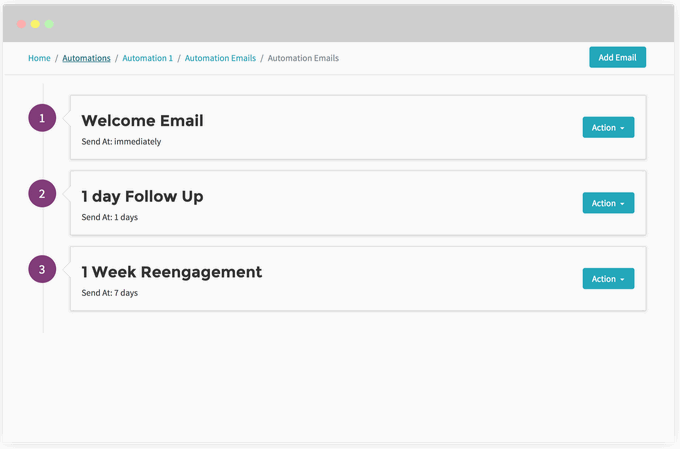 Home / Automations / Automation 1 / Automation Emails / Automation Emails
Add Email
1
Welcome Email
Send At: immediately
Action
2
1 day Follow Up
Send At: 1 days
Action
3
1 Week Reengagement
Send At: 7 days
Action